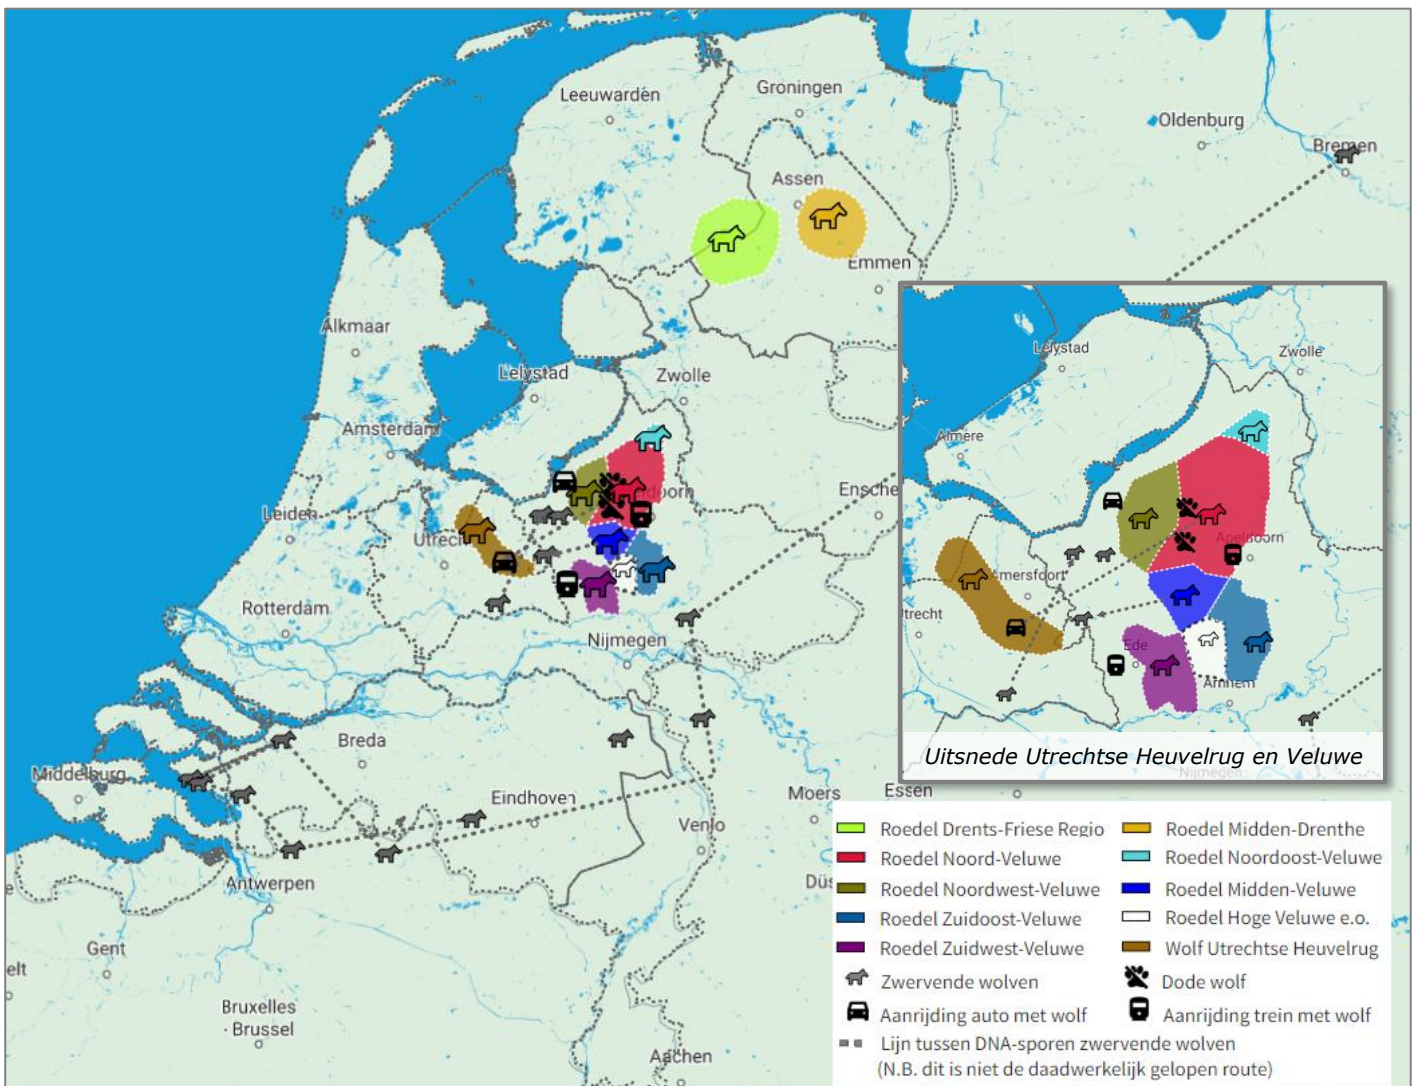 Leeuwarden
Groningen
Oldenburg
Bremen
Assen
Emmen
Alkmaar
Lelystad
Zwolle
Amsterdam
Leiden
Utrecht
Rotterdam
Nijmegen
Breda
Middelburg
Eindhoven
Venlo
Moers
Essen
Antwerpen
Gent
Bruxelles
- Brussel
Aachen
Lelystad
Zwolle
Almere
Apeldoorn
Amersfoort
trecht
Ede
Arnhem
Nijmegen
Uitsnede Utrechtse Heuvelrug en Veluwe
Roedel Drents-Friese Regio
Roedel Midden-Drenthe
Roedel Noord-Veluwe
Roedel Noordoost-Veluwe
Roedel Noordwest-Veluwe
Roedel Midden-Veluwe
Roedel Zuidoost-Veluwe
Roedel Hoge Veluwe e.o.
Roedel Zuidwest-Veluwe
Wolf Utrechtse Heuvelrug
Zwervende wolven
Dode wolf
Aanrijding auto met wolf
Aanrijding trein met wolf
Lijn tussen DNA-sporen zwervende wolven
(N.B. dit is niet de daadwerkelijk gelopen route)